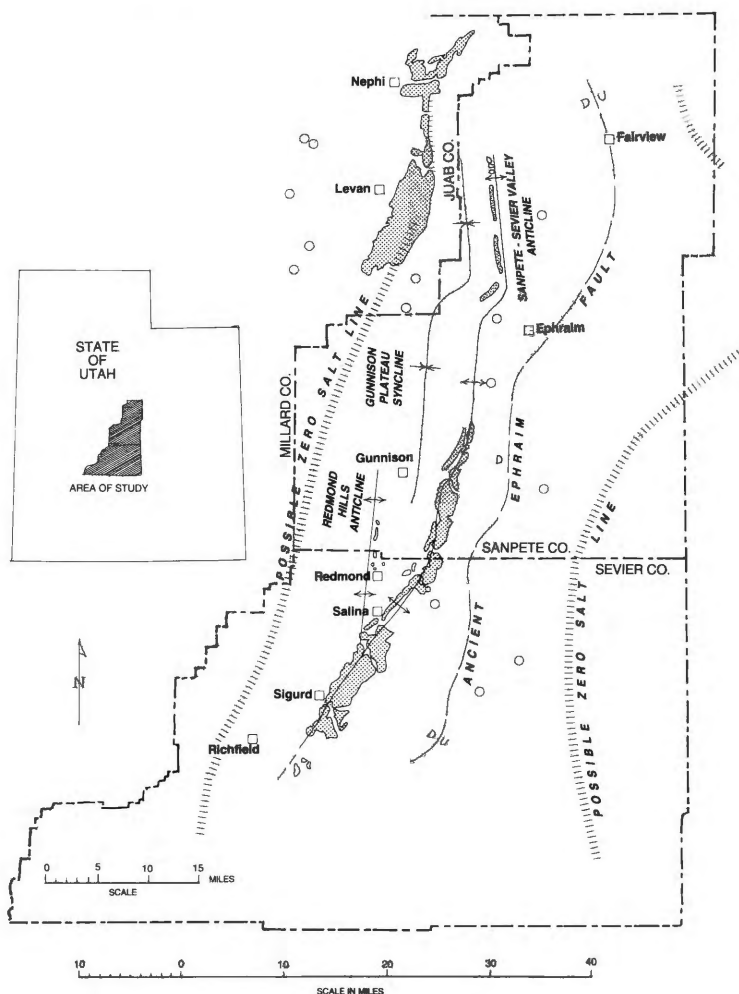 Nephi
D U
Fairview
JUAB CO.
Levan
SANPETE - SEVIER VALLEY
ANTICLINE
FAULT
STATE
OF
UTAH
AREA OF STUDY
MILLARD CO.
POSSIBLE ZERO SALT LINE
GUNNISON
PLATEAU
SYNCLINE
Ephraim
EPHRAIM
Gunnison
D
REDMOND
HILLS
ANTICLINE
POSSIBLE ZERO SALT LINE
SANPETE CO.
SEVIER CO.
Redmond
Salina
ANCIENT
N
Sigurd
Richfield
D U
0 5 10 15
MILES
SCALE
10 0 10 20 30 40
SCALE IN MILES